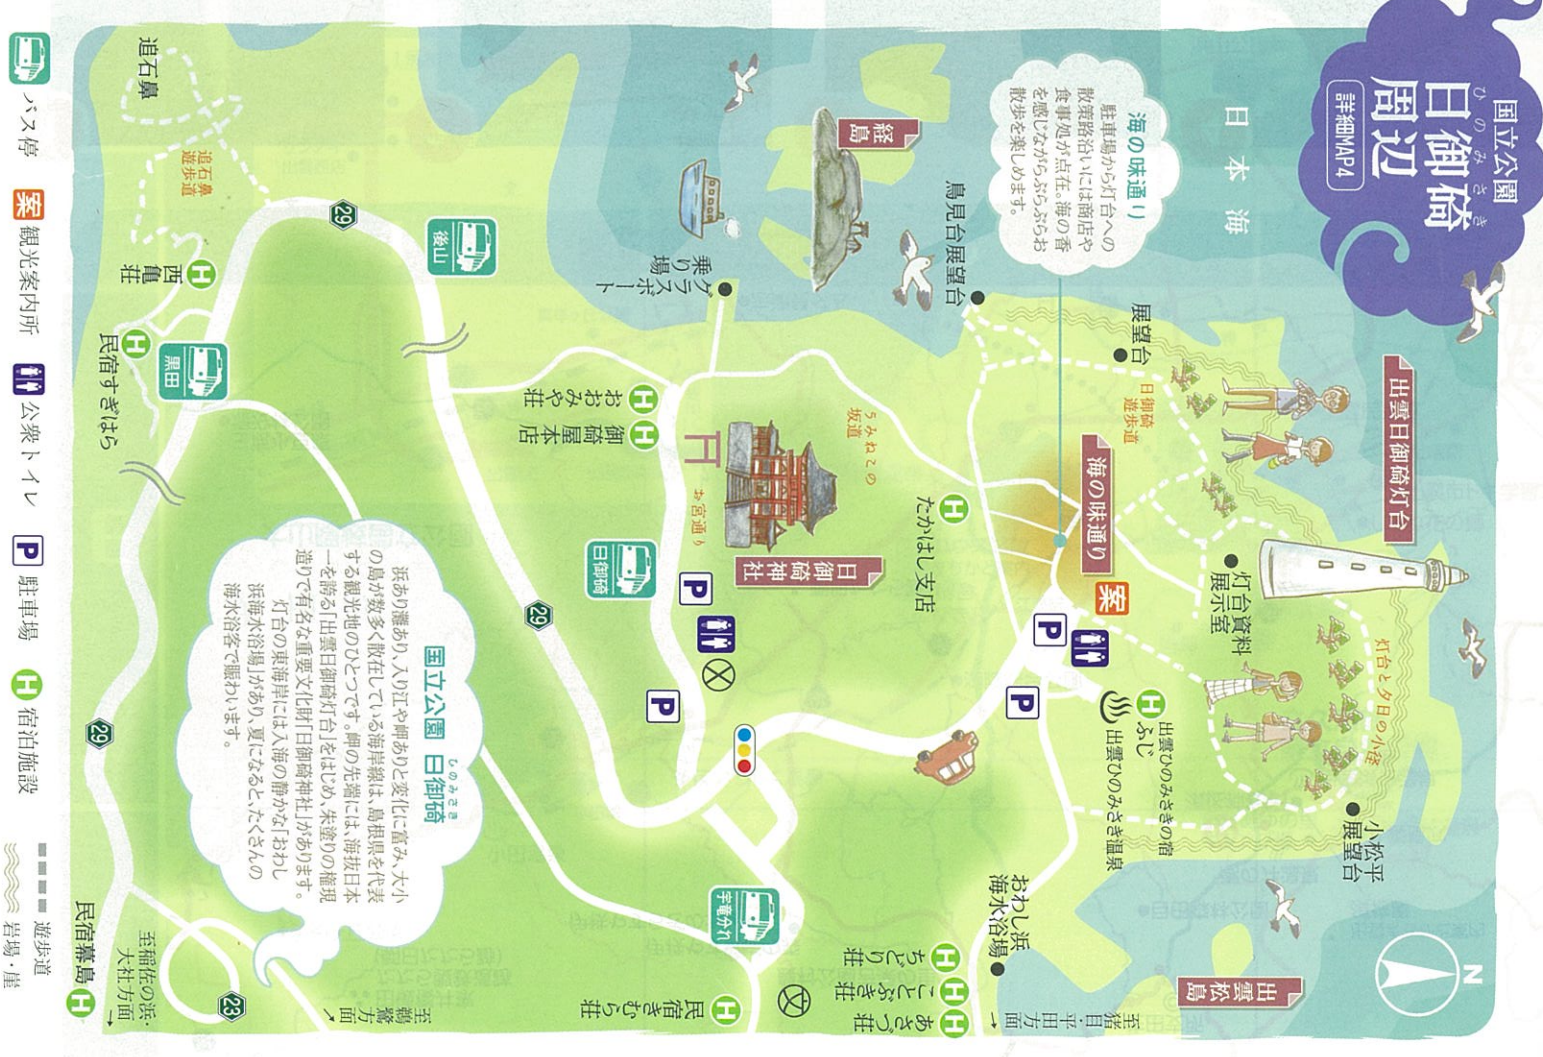 国立公園
日御碕
ひのみさき
周辺
詳細MAP4
日本海
海の味通り
駐車場から灯台への
散策路沿いには商店や
食事処が点在。海の香
を感じながらぶらぶらお
散歩を楽しめます。
経島
鳥見台展望台
展望台
日御碕
遊歩道
出雲日御碕灯台
海の味通り
案
灯台資料
展示室
灯台と夕日の小径
小松平
展望台
N
出雲松島
グラスボート
乗り場
うみねこの
坂道
H
たかはし支店
P
P
H
出雲ひのみさきの宿
ふじ
出雲ひのみさき温泉
おわし浜
海水浴場
至
猪目・平田方面
→
H
ちどり荘
H
ことぶき荘
H
あさづ荘
文
日御碕神社
お宮通り
H
おおみや荘
H
御碕屋本店
日御碕
P
P
宇竜分れ
H
民宿きむら荘
後山
29
29
29
23
国立公園 日御碕
ひのみさき
浜あり灘あり、入り江や岬ありと変化に富み、大小
の島が数多く散在している海岸線は、島根県を代表
する観光地のひとつです。岬の先端には、海抜日本
一を誇る「出雲日御碕灯台」をはじめ、朱塗りの権現
造りで有名な重要文化財「日御碕神社」があります。
灯台の東海岸には入海の静かな「おわし
浜海水浴場」があり、夏になると、たくさんの
海水浴客で賑わいます。
至
鷺方面
→
追石鼻
追石鼻
遊歩道
H
西亀荘
黒田
H
民宿すぎはら
至稲佐の浜・
大社方面
→
民宿幕島
H
バス停
案 観光案内所
公衆トイレ
P 駐車場
H 宿泊施設
遊歩道
岩場・崖